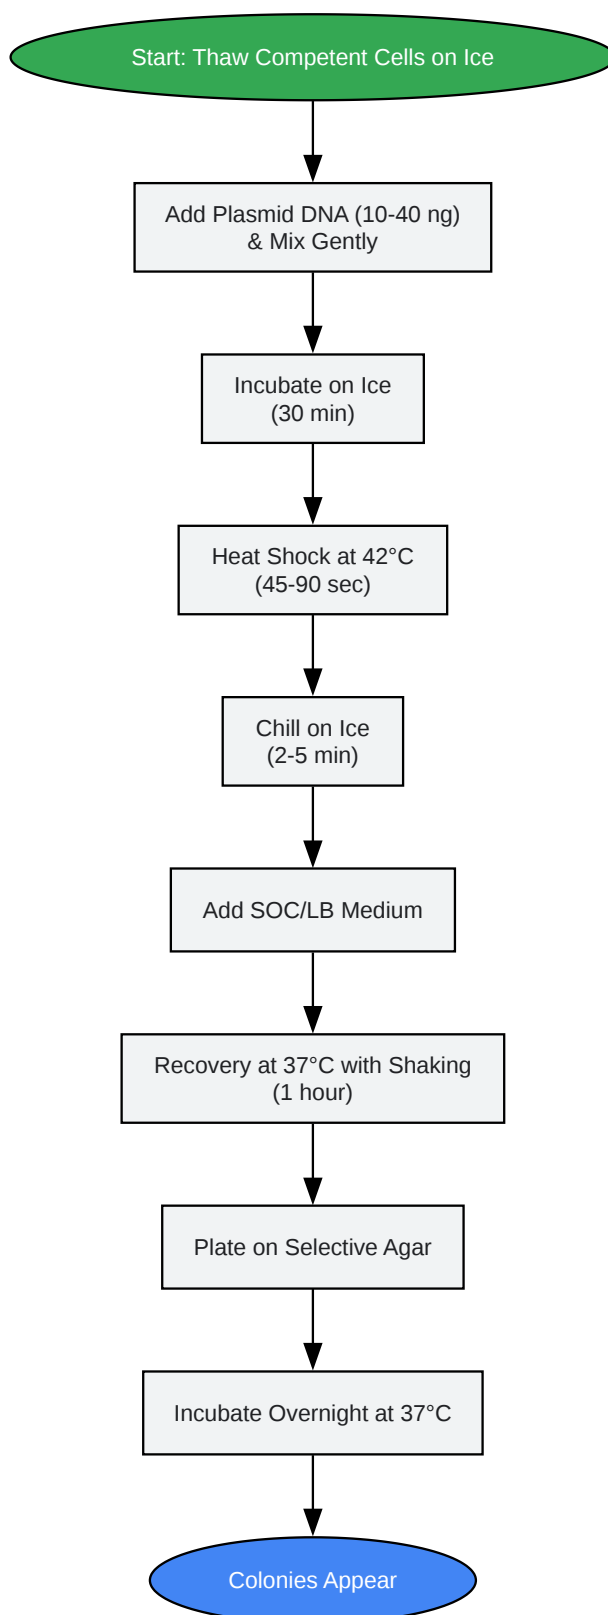 Start: Thaw Competent Cells on Ice
Add Plasmid DNA (10-40 ng)
& Mix Gently
Incubate on Ice
(30 min)
Heat Shock at 42°C
(45-90 sec)
Chill on Ice
(2-5 min)
Add SOC/LB Medium
Recovery at 37°C with Shaking
(1 hour)
Plate on Selective Agar
Incubate Overnight at 37°C
Colonies Appear